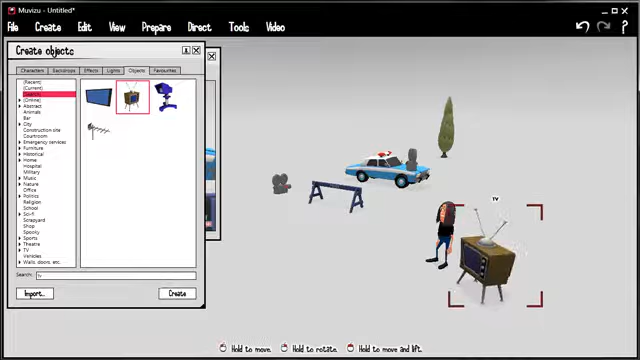 Muvizu - Untitled*
File Create Edit View Prepare Direct Tools Video
Create objects
Characters Backdrops Effects Lights Objects Favourites
(Recent)
(Current)
(Search)
(Online)
Abstract
Animals
Bar
City
Construction site
Courtroom
Emergency services
Furniture
Historical
Home
Hospital
Military
Music
Nature
Office
Politics
Religion
School
Sci-fi
Scrapyard
Shop
Spooky
Sports
Theatre
TV
Vehicles
Walls, doors, etc.
Search: tv
Import...
Create
TV
Hold to move. Hold to rotate. Hold to move and lift.